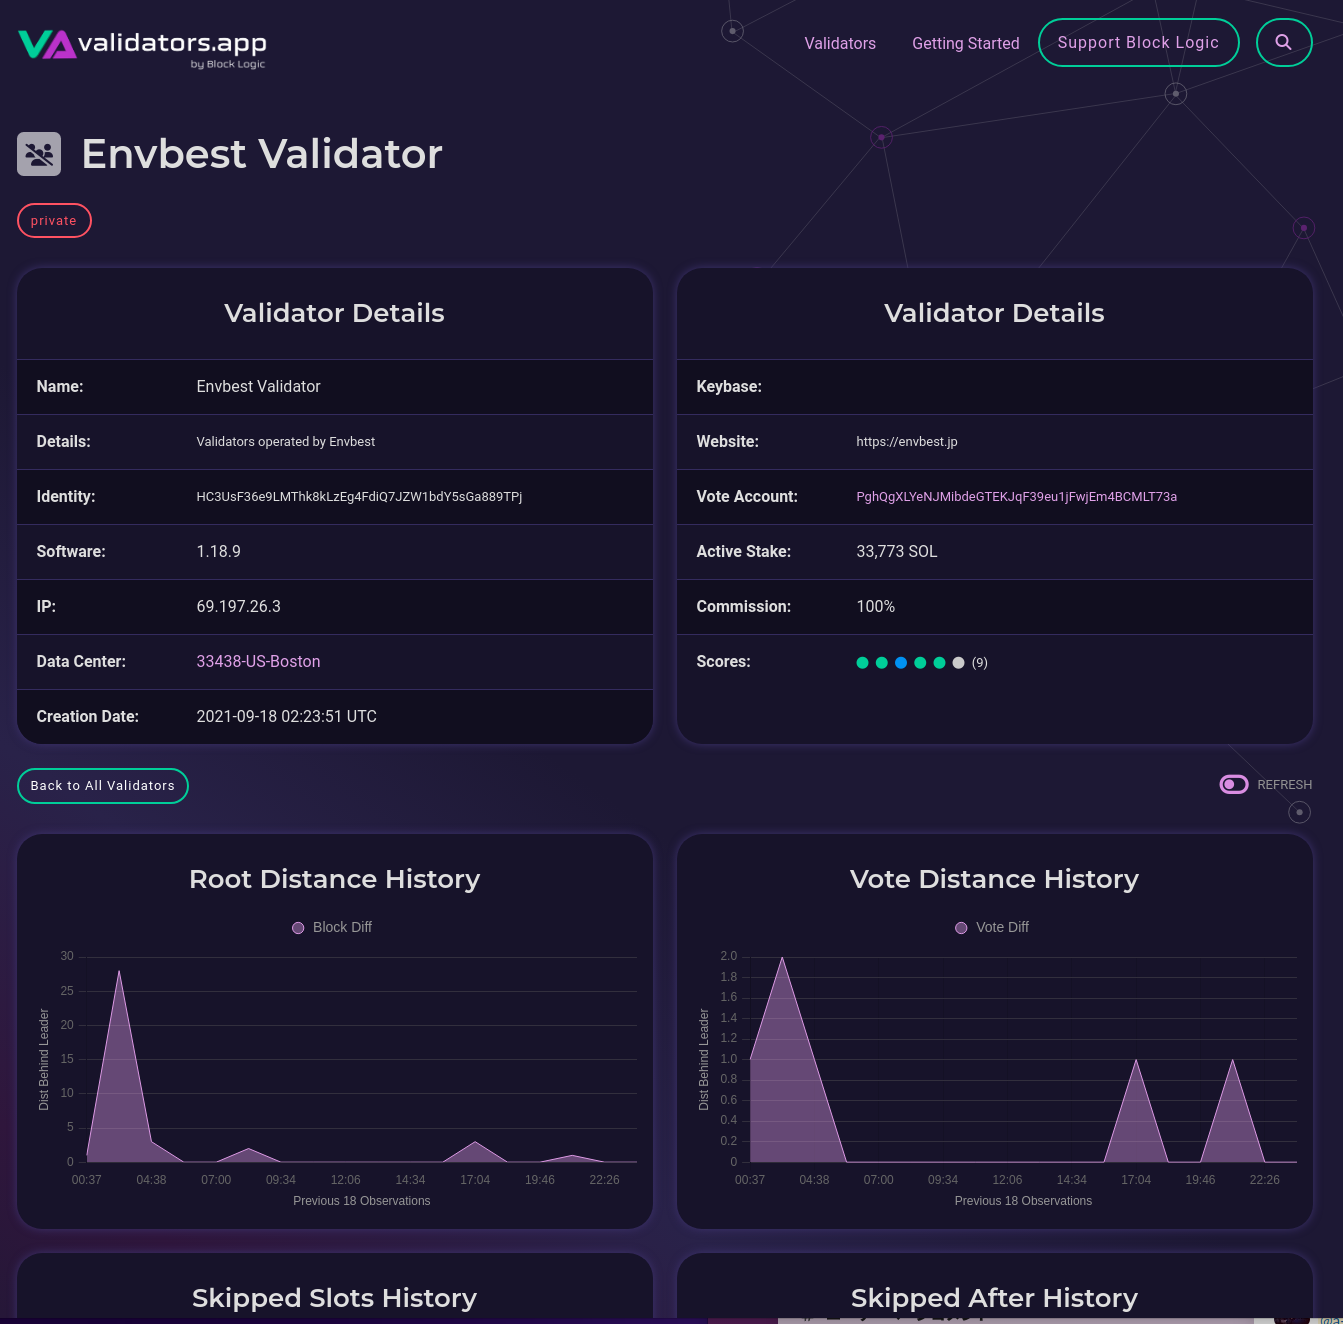 VA validators.app
by Block Logic
Validators
Getting Started
Support Block Logic
Envbest Validator
private
Validator Details
Name: Envbest Validator
Details: Validators operated by Envbest
Identity: HC3UsF36e9LMThk8kLzEg4FdiQ7JZW1bdY5sGa889TPj
Software: 1.18.9
IP: 69.197.26.3
Data Center: 33438-US-Boston
Creation Date: 2021-09-18 02:23:51 UTC
Validator Details
Keybase:
Website: https://envbest.jp
Vote Account: PghQgXLYeNJMibdeGTEKJqF39eu1jFwjEm4BCMLT73a
Active Stake: 33,773 SOL
Commission: 100%
Scores: (9)
Back to All Validators
REFRESH
Root Distance History
Block Diff
30
25
20
15
10
5
0
Dist Behind Leader
00:37 04:38 07:00 09:34 12:06 14:34 17:04 19:46 22:26
Previous 18 Observations
Vote Distance History
Vote Diff
2.0
1.8
1.6
1.4
1.2
1.0
0.8
0.6
0.4
0.2
0
Dist Behind Leader
00:37 04:38 07:00 09:34 12:06 14:34 17:04 19:46 22:26
Previous 18 Observations
Skipped Slots History
Skipped After History